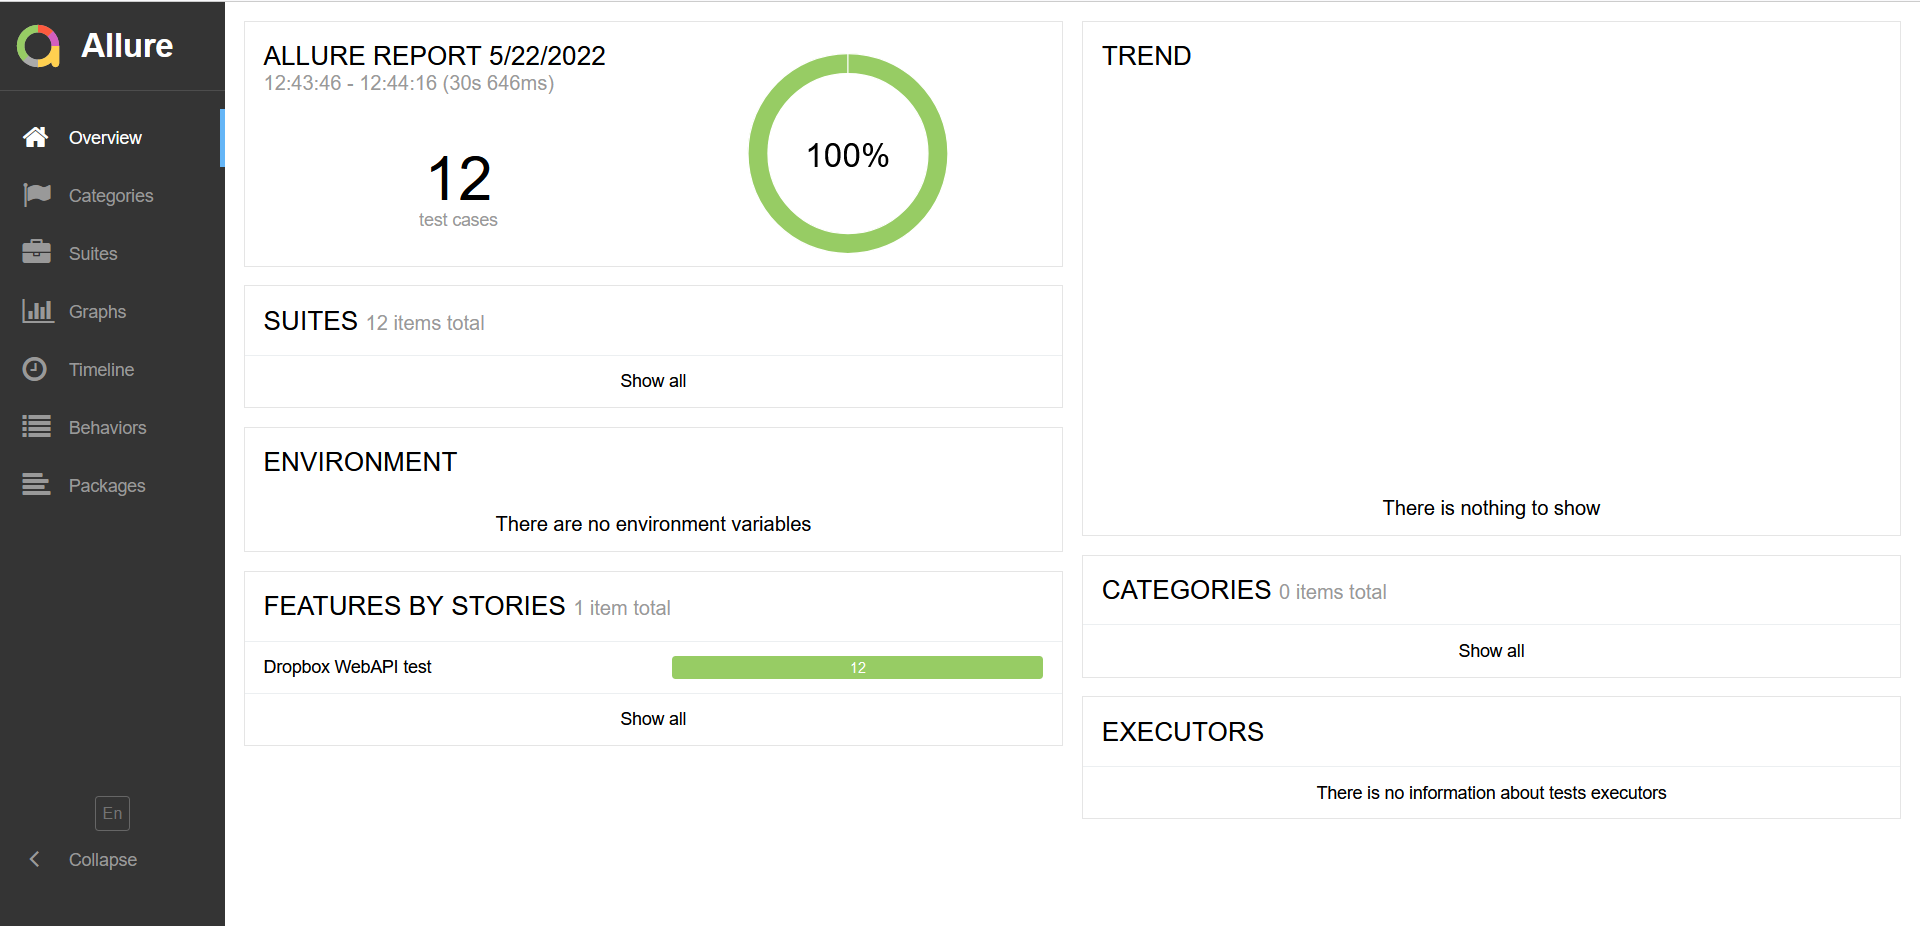 Allure
Overview
Categories
Suites
Graphs
Timeline
Behaviors
Packages
En
Collapse
ALLURE REPORT 5/22/2022
12:43:46 - 12:44:16 (30s 646ms)
12
test cases
100%
SUITES 12 items total
Show all
ENVIRONMENT
There are no environment variables
FEATURES BY STORIES 1 item total
Dropbox WebAPI test 12
Show all
TREND
There is nothing to show
CATEGORIES 0 items total
Show all
EXECUTORS
There is no information about tests executors